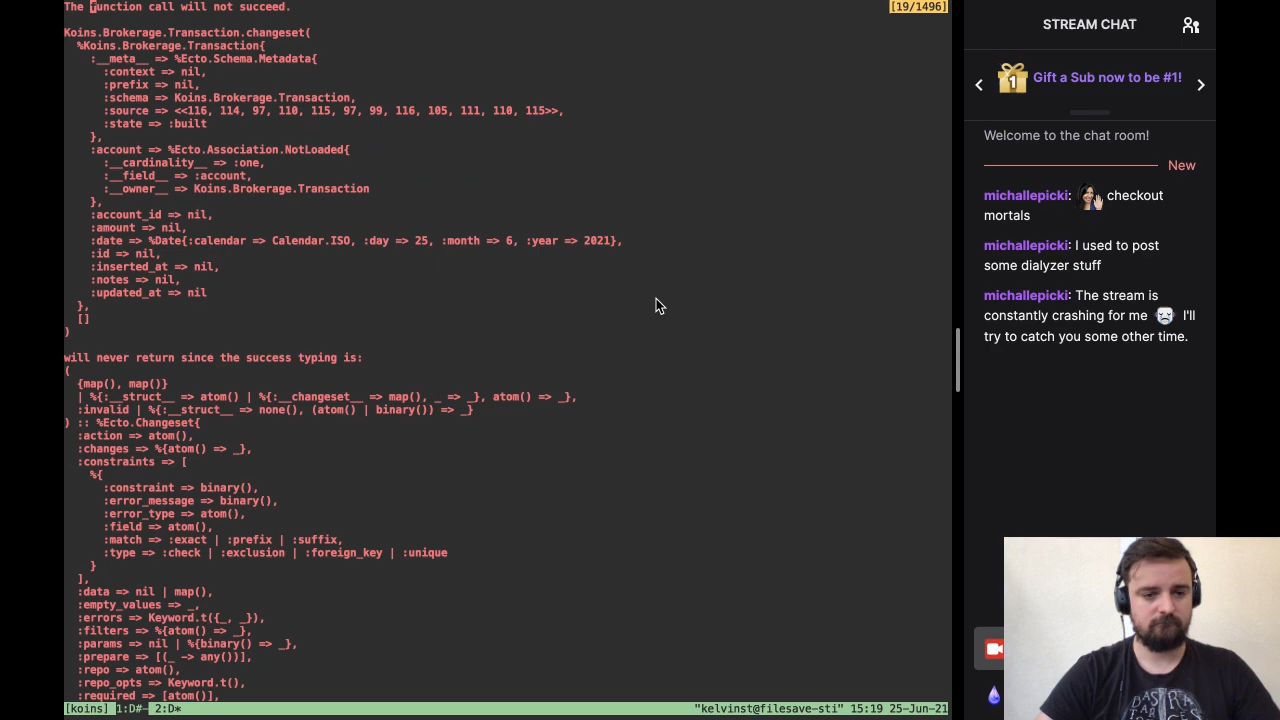 The function call will not succeed.
[19/1496]
Koins.Brokerage.Transaction.changeset(
  %Koins.Brokerage.Transaction{
    :__meta__ => %Ecto.Schema.Metadata{
      :context => nil,
      :prefix => nil,
      :schema => Koins.Brokerage.Transaction,
      :source => <<116, 114, 97, 110, 115, 97, 99, 116, 105, 111, 110, 115>>,
      :state => :built
    },
    :account => %Ecto.Association.NotLoaded{
      :__cardinality__ => :one,
      :__field__ => :account,
      :__owner__ => Koins.Brokerage.Transaction
    },
    :account_id => nil,
    :amount => nil,
    :date => %Date{:calendar => Calendar.ISO, :day => 25, :month => 6, :year => 2021},
    :id => nil,
    :inserted_at => nil,
    :notes => nil,
    :updated_at => nil
  },
  []
)
will never return since the success typing is:
(
  {map(), map()}
  | %{:__struct__ => atom() | %{:__changeset__ => map(), _ => _}, atom() => _},
  :invalid | %{:__struct__ => none(), (atom() | binary()) => _}
) :: %Ecto.Changeset{
  :action => atom(),
  :changes => %{atom() => _},
  :constraints => [
    %{
      :constraint => binary(),
      :error_message => binary(),
      :error_type => atom(),
      :field => atom(),
      :match => :exact | :prefix | :suffix,
      :type => :check | :exclusion | :foreign_key | :unique
    }
  ],
  :data => nil | map(),
  :empty_values => _,
  :errors => Keyword.t({_, _}),
  :filters => %{atom() => _},
  :params => nil | %{binary() => _},
  :prepare => [(_ -> any())],
  :repo => atom(),
  :repo_opts => Keyword.t(),
  :required => [atom()],
[koins] 1:D#- 2:D* "kelvinst@filesave-sti" 15:19 25-Jun-21
STREAM CHAT
1 Gift a Sub now to be #1!
Welcome to the chat room!
New
michallepicki: checkout
mortals
michallepicki: I used to post
some dialyzer stuff
michallepicki: The stream is
constantly crashing for me I'll
try to catch you some other time.